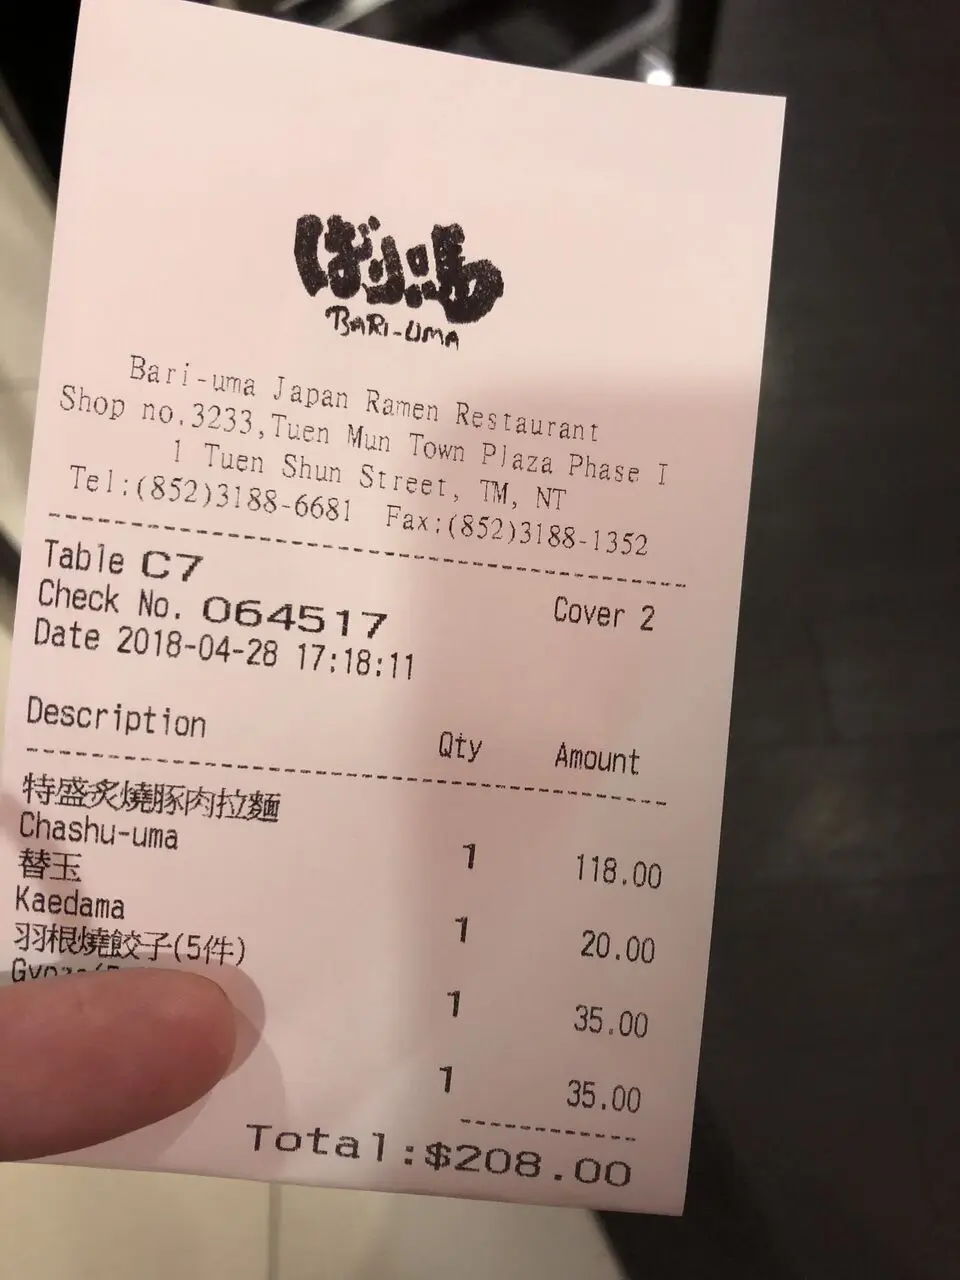 ばり馬
BARI-UMA
Bari-uma Japan Ramen Restaurant
Shop no.3233,Tuen Mun Town Plaza Phase I
1 Tuen Shun Street, TM, NT
Tel:(852)3188-6681 Fax:(852)3188-1352
Table C7
Cover 2
Check No. 064517
Date 2018-04-28 17:18:11
Description Qty Amount
特盛炙燒豚肉拉麵
Chashu-uma 1 118.00
替玉
Kaedama 1 20.00
羽根燒餃子(5件)
1 35.00
1 35.00
Total:$208.00